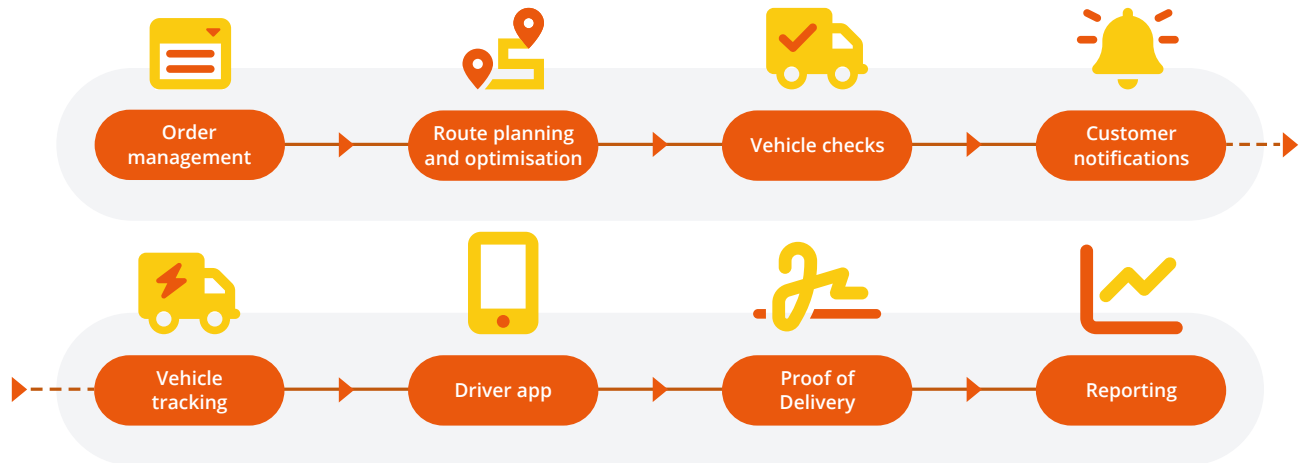 Order
management
Route planning
and optimisation
Vehicle checks
Customer
notifications
Vehicle
tracking
Driver app
Proof of
Delivery
Reporting